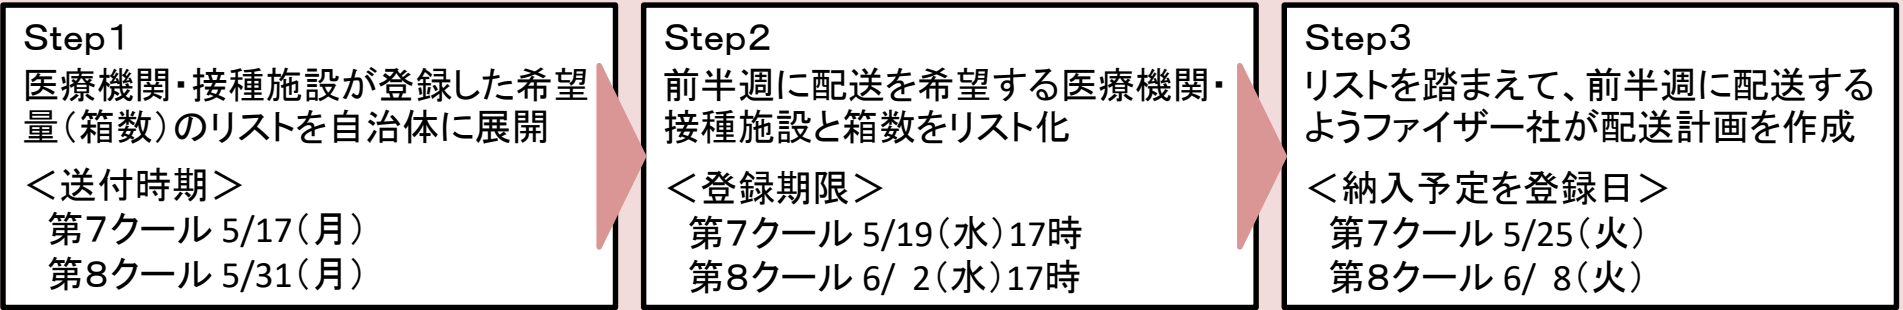 Step1
医療機関・接種施設が登録した希望
量（箱数）のリストを自治体に展開
＜送付時期＞
第７クール 5/17（月）
第８クール 5/31（月）
Step2
前半週に配送を希望する医療機関・
接種施設と箱数をリスト化
＜登録期限＞
第７クール 5/19（水）17時
第８クール 6/ 2（水）17時
Step3
リストを踏まえて、前半週に配送する
ようファイザー社が配送計画を作成
＜納入予定を登録日＞
第７クール 5/25（火）
第８クール 6/ 8（火）